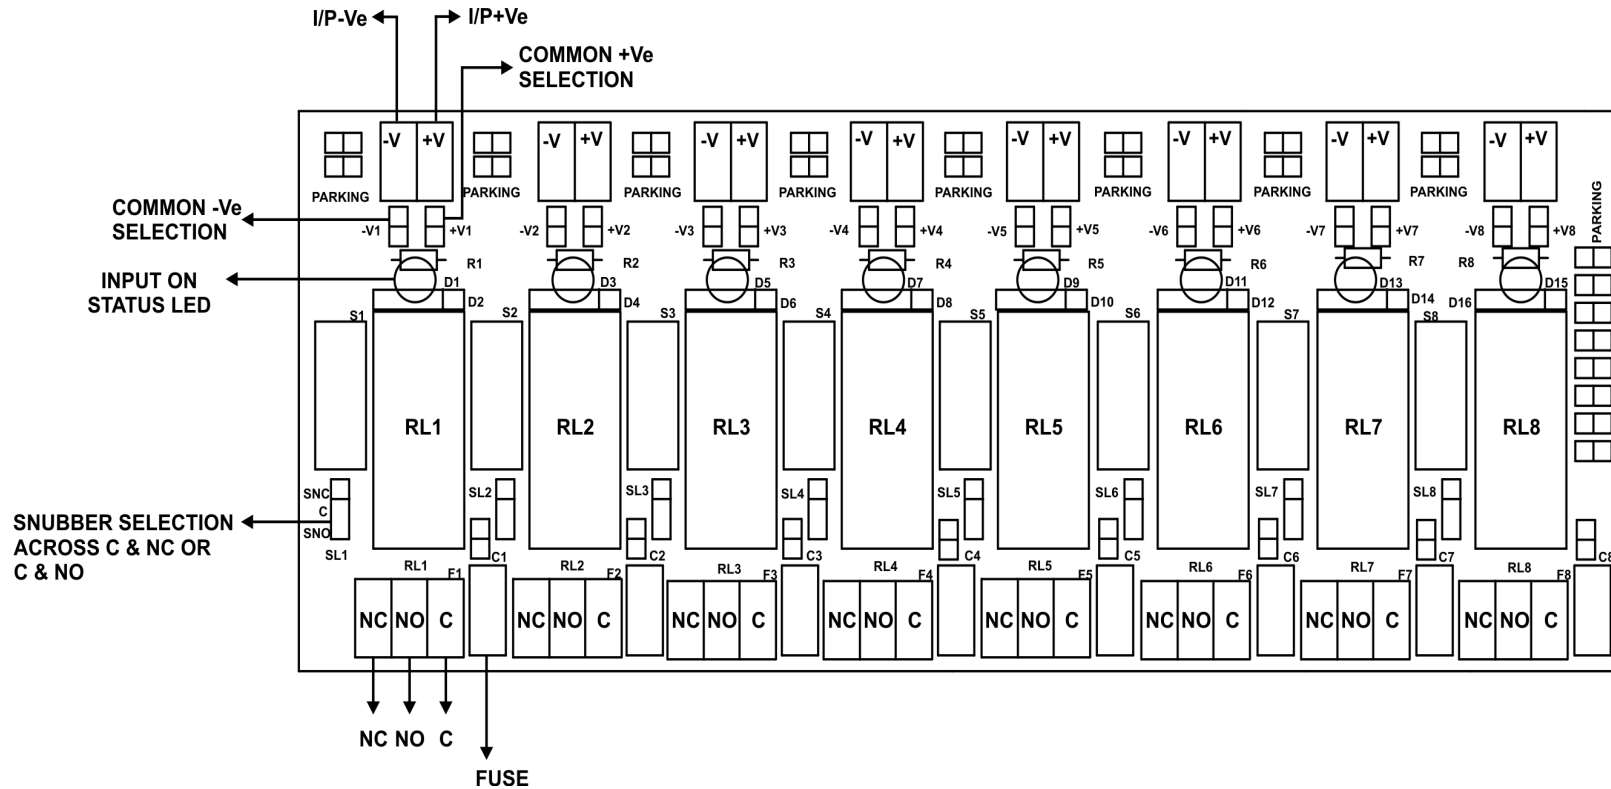 I/P-Ve I/P+Ve
COMMON +Ve
SELECTION
-V +V -V +V -V +V -V +V -V +V -V +V -V +V -V +V
PARKING PARKING PARKING PARKING PARKING PARKING PARKING PARKING PARKING
COMMON -Ve
SELECTION
-V1 +V1 -V2 +V2 -V3 +V3 -V4 +V4 -V5 +V5 -V6 +V6 -V7 +V7 -V8 +V8
R1 R2 R3 R4 R5 R6 R7 R8
INPUT ON
STATUS LED
D1 D3 D5 D7 D9 D11 D13 D15
D2 D4 D6 D8 D10 D12 D14 D16
S1 S2 S3 S4 S5 S6 S7 S8
RL1 RL2 RL3 RL4 RL5 RL6 RL7 RL8
SNC SL2 SL3 SL4 SL5 SL6 SL7 SL8
C
SNO
SL1
SNUBBER SELECTION
ACROSS C & NC OR
C & NO
C1 C2 C3 C4 C5 C6 C7 C8
RL1 RL2 RL3 RL4 RL5 RL6 RL7 RL8
F1 F2 F3 F4 F5 F6 F7 F8
NC NO C NC NO C NC NO C NC NO C NC NO C NC NO C NC NO C NC NO C
NC NO C
FUSE